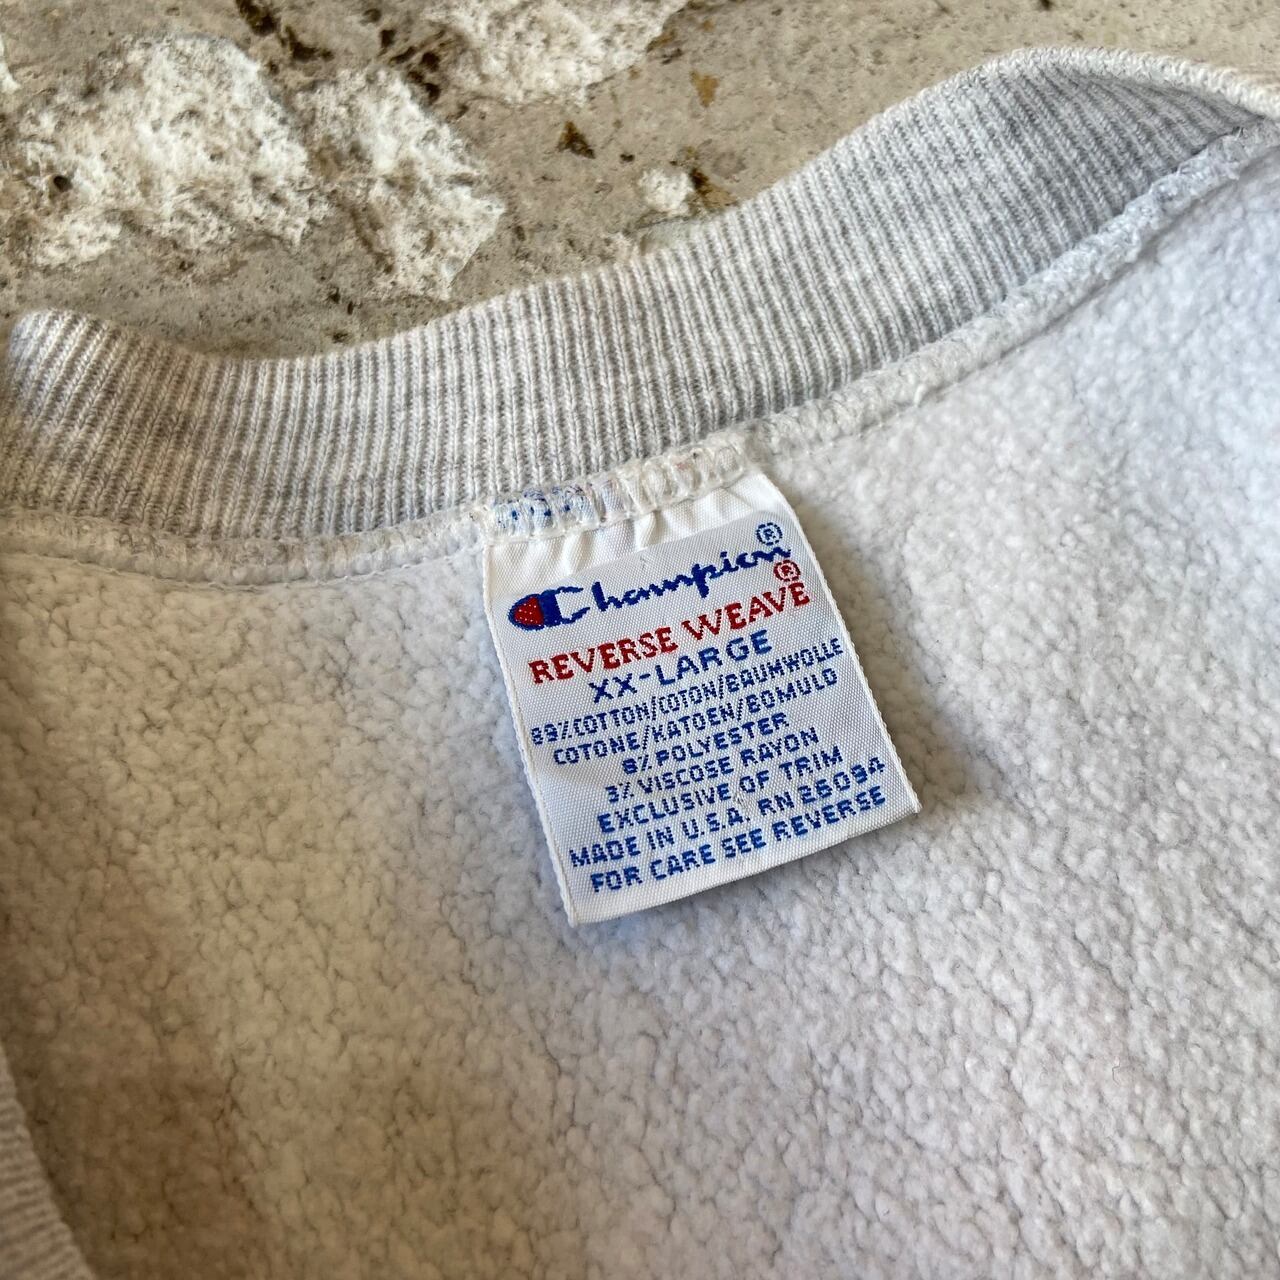 Champion®
REVERSE WEAVE®
XX-LARGE
89%COTTON/COTON/BAUMWOLLE
COTONE/KATOEN/BOMULD
8% POLYESTER
3% VISCOSE RAYON
EXCLUSIVE OF TRIM
MADE IN U.S.A. RN 26094
FOR CARE SEE REVERSE